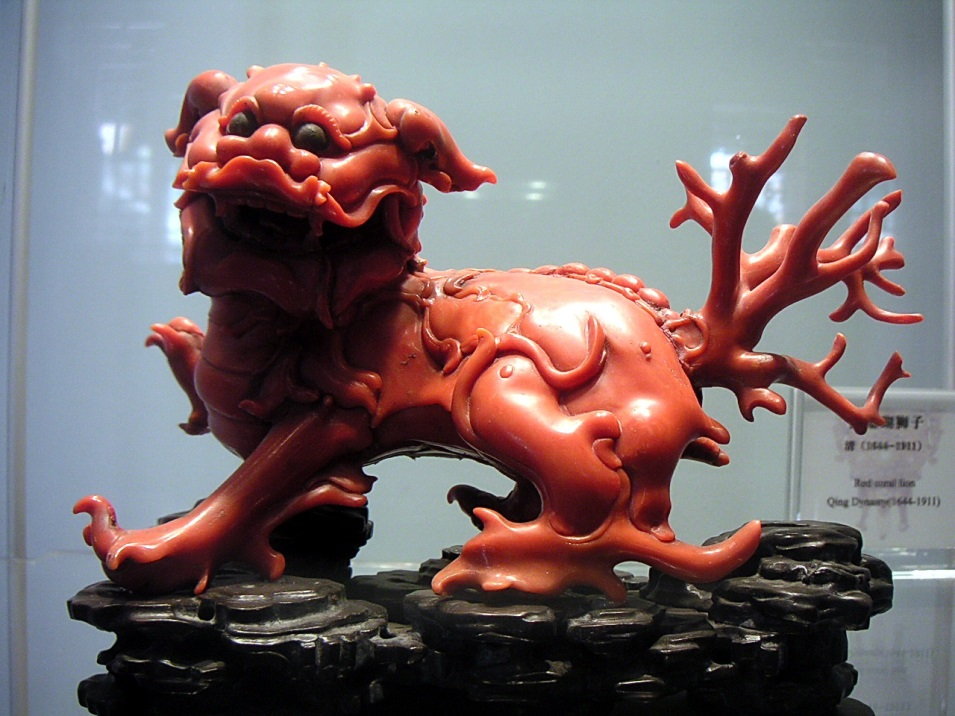 獅子
清（1644-1911）
Red coral lion
Qing Dynasty(1644-1911)